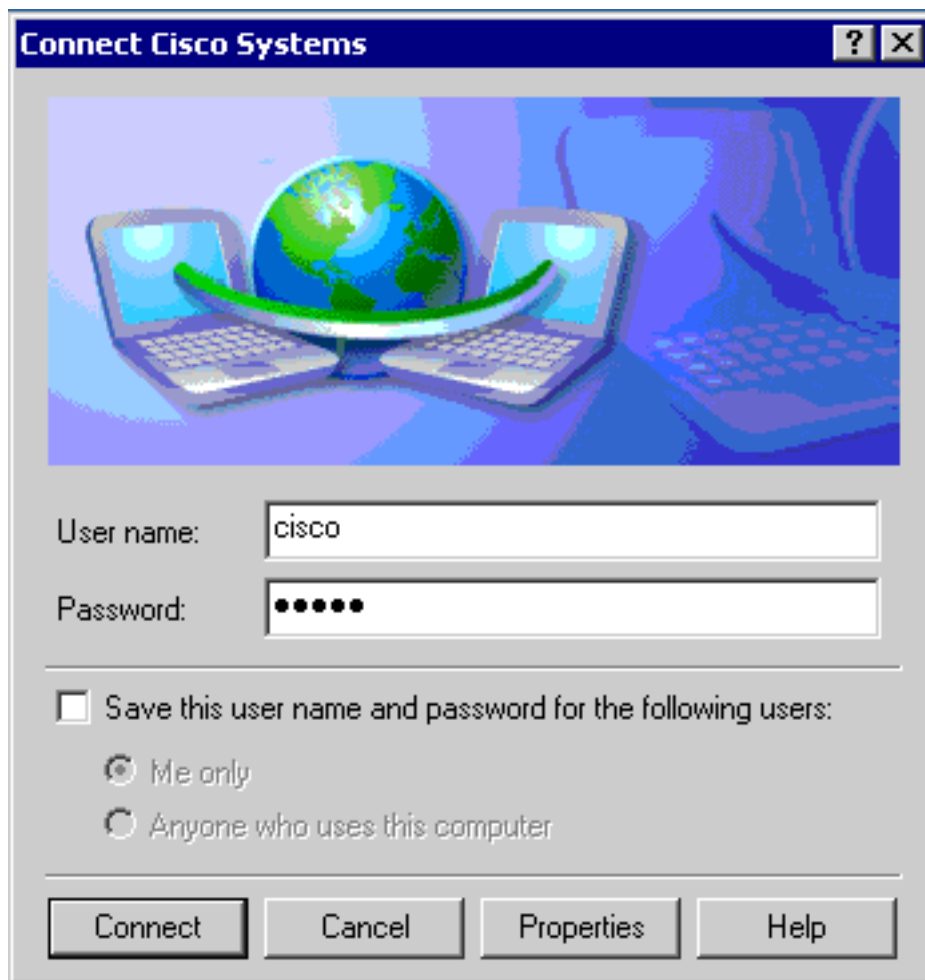 Connect Cisco Systems
User name: cisco
Password: •••••
Save this user name and password for the following users:
Me only
Anyone who uses this computer
Connect Cancel Properties Help